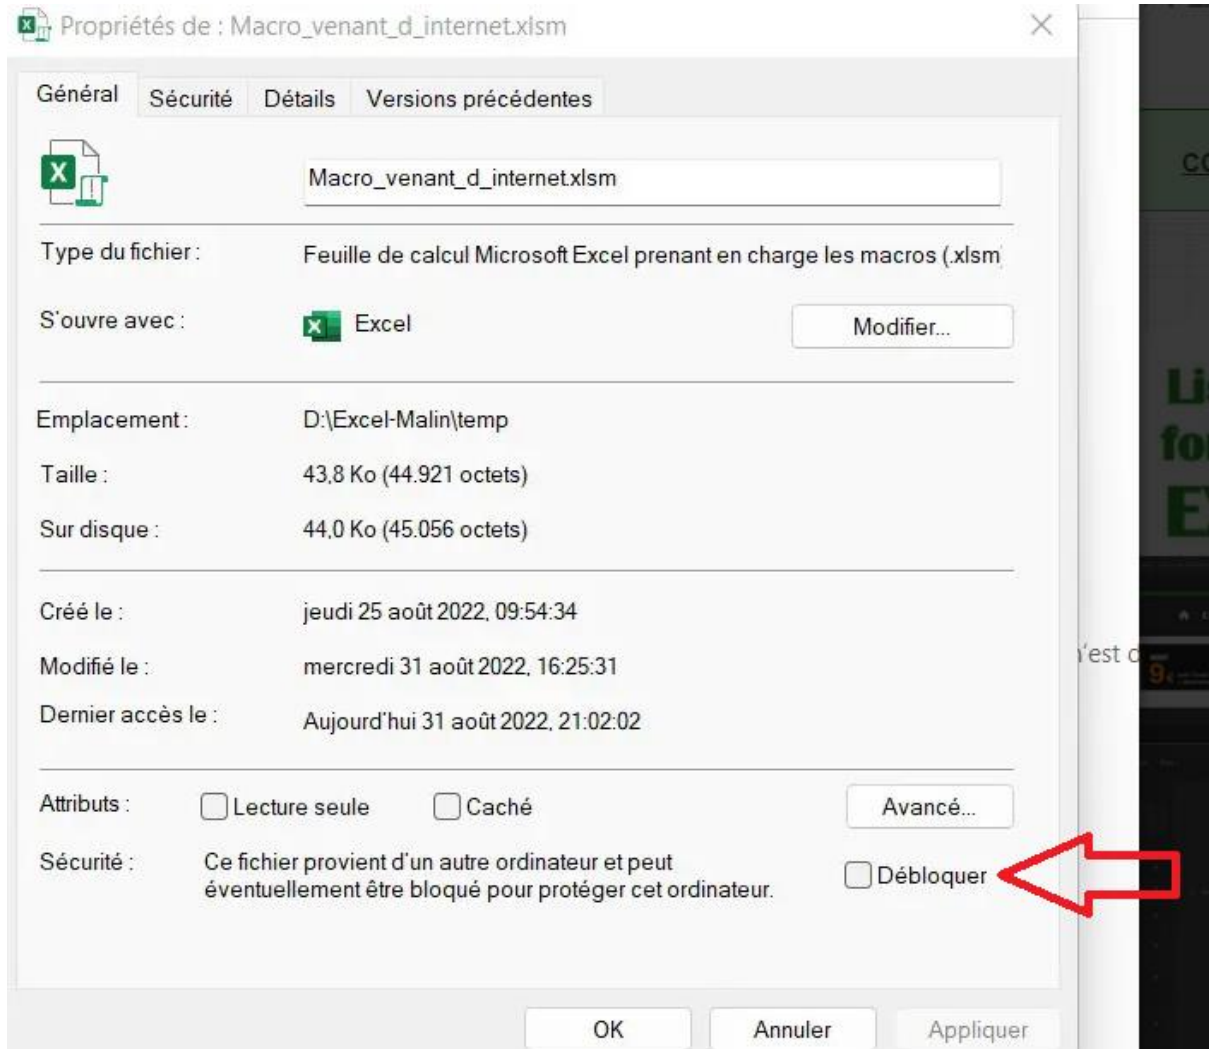 Propriétés de : Macro_venant_d_internet.xlsm
Général Sécurité Détails Versions précédentes
Macro_venant_d_internet.xlsm
Type du fichier : Feuille de calcul Microsoft Excel prenant en charge les macros (.xlsm
S'ouvre avec : Excel Modifier...
Emplacement : D:\Excel-Malin\temp
Taille : 43,8 Ko (44.921 octets)
Sur disque : 44,0 Ko (45.056 octets)
Créé le : jeudi 25 août 2022, 09:54:34
Modifié le : mercredi 31 août 2022, 16:25:31
Dernier accès le : Aujourd'hui 31 août 2022, 21:02:02
Attributs : Lecture seule Caché Avancé...
Sécurité : Ce fichier provient d'un autre ordinateur et peut
éventuellement être bloqué pour protéger cet ordinateur.
Débloquer
OK Annuler Appliquer
n'est d